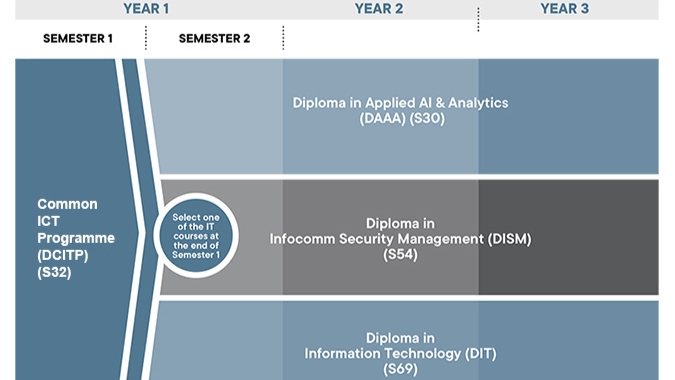 YEAR 1
YEAR 2
YEAR 3
SEMESTER 1
SEMESTER 2
Diploma in Applied AI & Analytics
(DAAA) (S30)
Common
ICT
Programme
(DCITP)
(S32)
Select one
of the IT
courses at
the end of
Semester 1
Diploma in
Infocomm Security Management (DISM)
(S54)
Diploma in
Information Technology (DIT)
(S69)